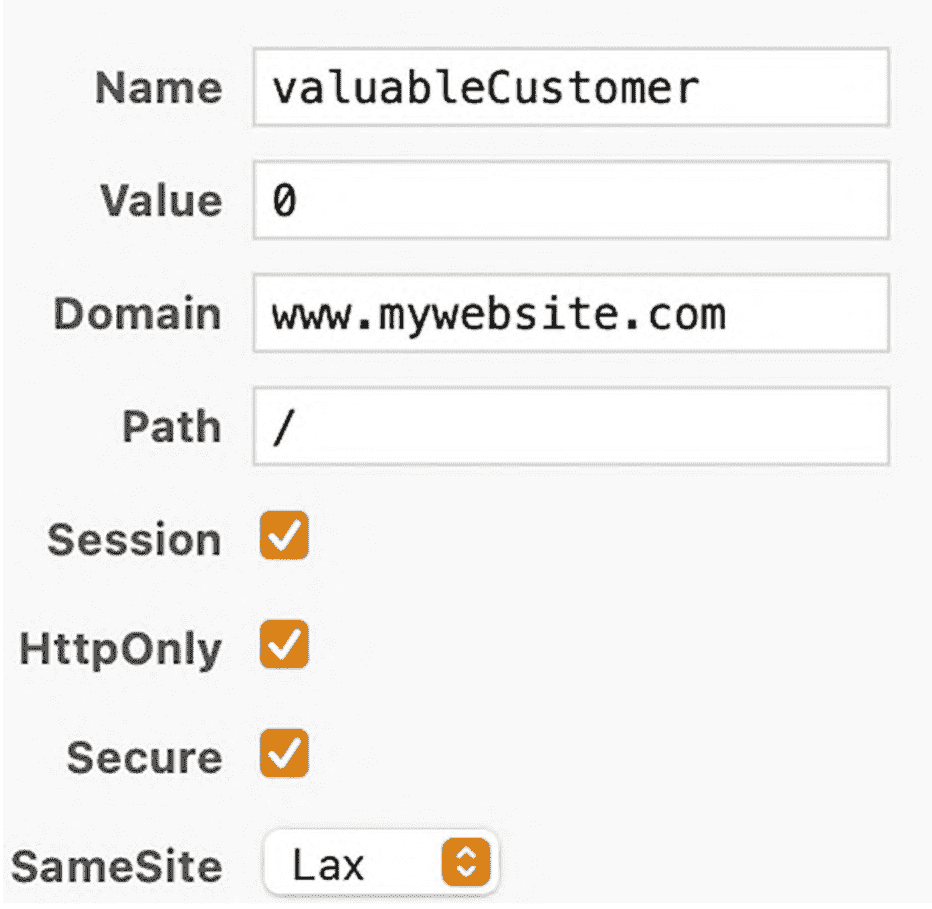 Name valuableCustomer
Value 0
Domain www.mywebsite.com
Path /
Session
HttpOnly
Secure
SameSite Lax